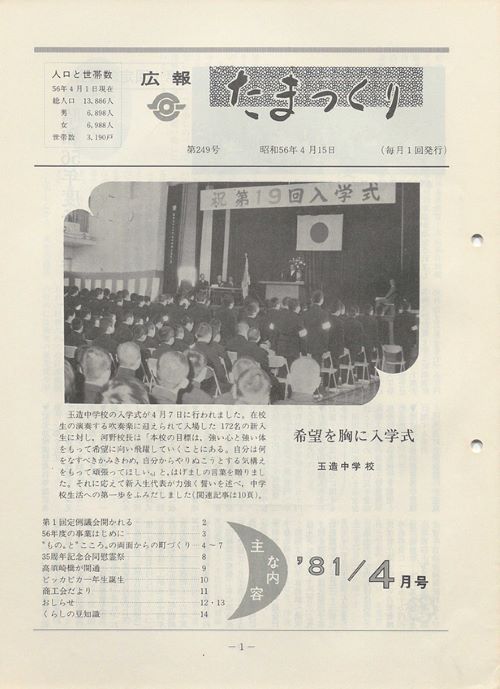 人口と世帯数
56年4月1日現在
総人口 13,886人
男 6,898人
女 6,988人
世帯数 3,190戸
広報
たまつくり
第249号 昭和56年4月15日 (毎月1回発行)
祝第19回入学式
玉造中学校の入学式が4月7日に行われました。在校
生の演奏する吹奏楽に迎えられて入場した172名の新入
生に対し、河野校長は「本校の目標は、強い心と強い体
をもって希望に向い飛躍していくことにある。自分は何
をなすべきかみきわめ、自分からやりぬこうとする気構え
をもって頑張ってほしい。」と、はげましの言葉を贈りまし
た。それに応えて新入生代表が力強く誓いを述べ、中学
校生活への第一歩をふみだしました(関連記事は10頁)。
希望を胸に入学式
玉造中学校
第1回定例議会開かれる 2
56年度の事業はじめに 3
"もの〟と"こころ〟の両面からの町づくり 4~7
35周年記念合同慰霊祭 8
高須崎橋が開通 9
ピッカピカ一年生誕生 10
商工会だより 11
おしらせ 12・13
くらしの豆知識 14
主な内容
'81/4月号
-1-